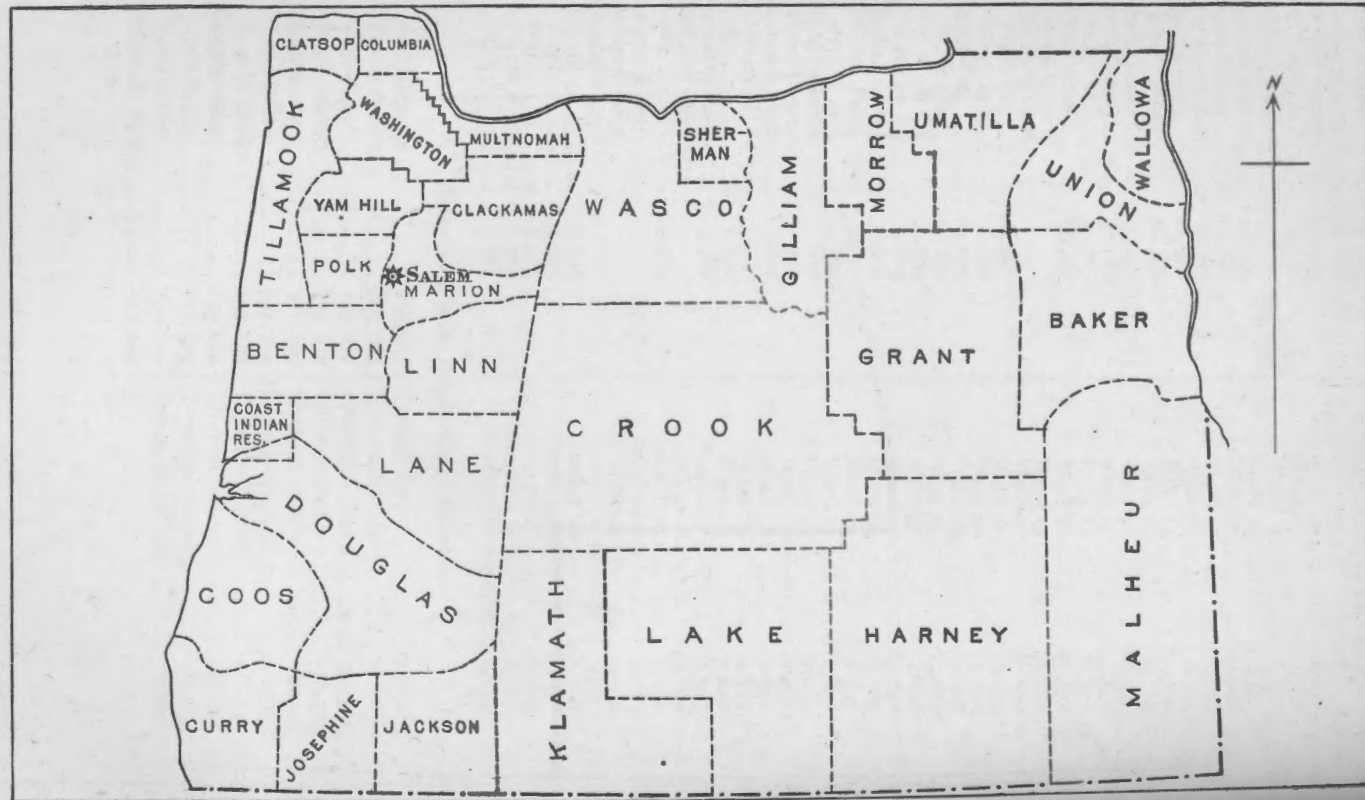 CLATSOP
COLUMBIA
TILLAMOOK
WASHINGTON
MULTNOMAH
YAM HILL
CLACKAMAS
POLK
SALEM
MARION
BENTON
LINN
COAST
INDIAN
RES.
LANE
DOUGLAS
COOS
CURRY
JOSEPHINE
JACKSON
WASCO
SHER-
MAN
GILLIAM
MORROW
UMATILLA
UNION
WALLOWA
BAKER
GRANT
CROOK
KLAMATH
LAKE
HARNEY
MALHEUR
N